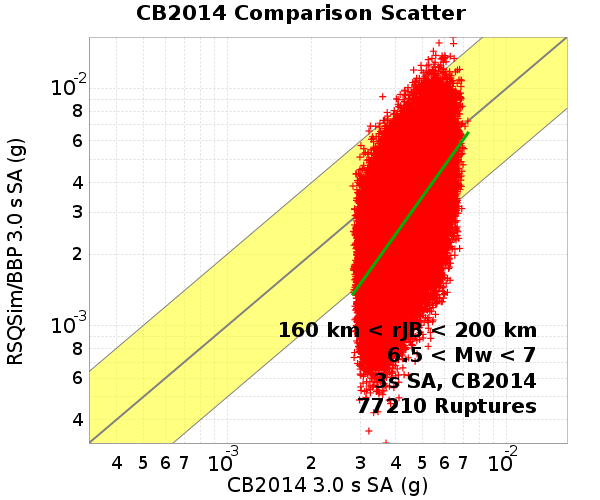 CB2014 Comparison Scatter
RSQSim/BBP 3.0 s SA (g)
10-2
8
6
4
3
2
10-3
8
6
4
160 km < rJB < 200 km
6.5 < Mw < 7
3s SA, CB2014
77210 Ruptures
4 5 6 7 10-3 2 3 4 5 6 7 10-2
CB2014 3.0 s SA (g)